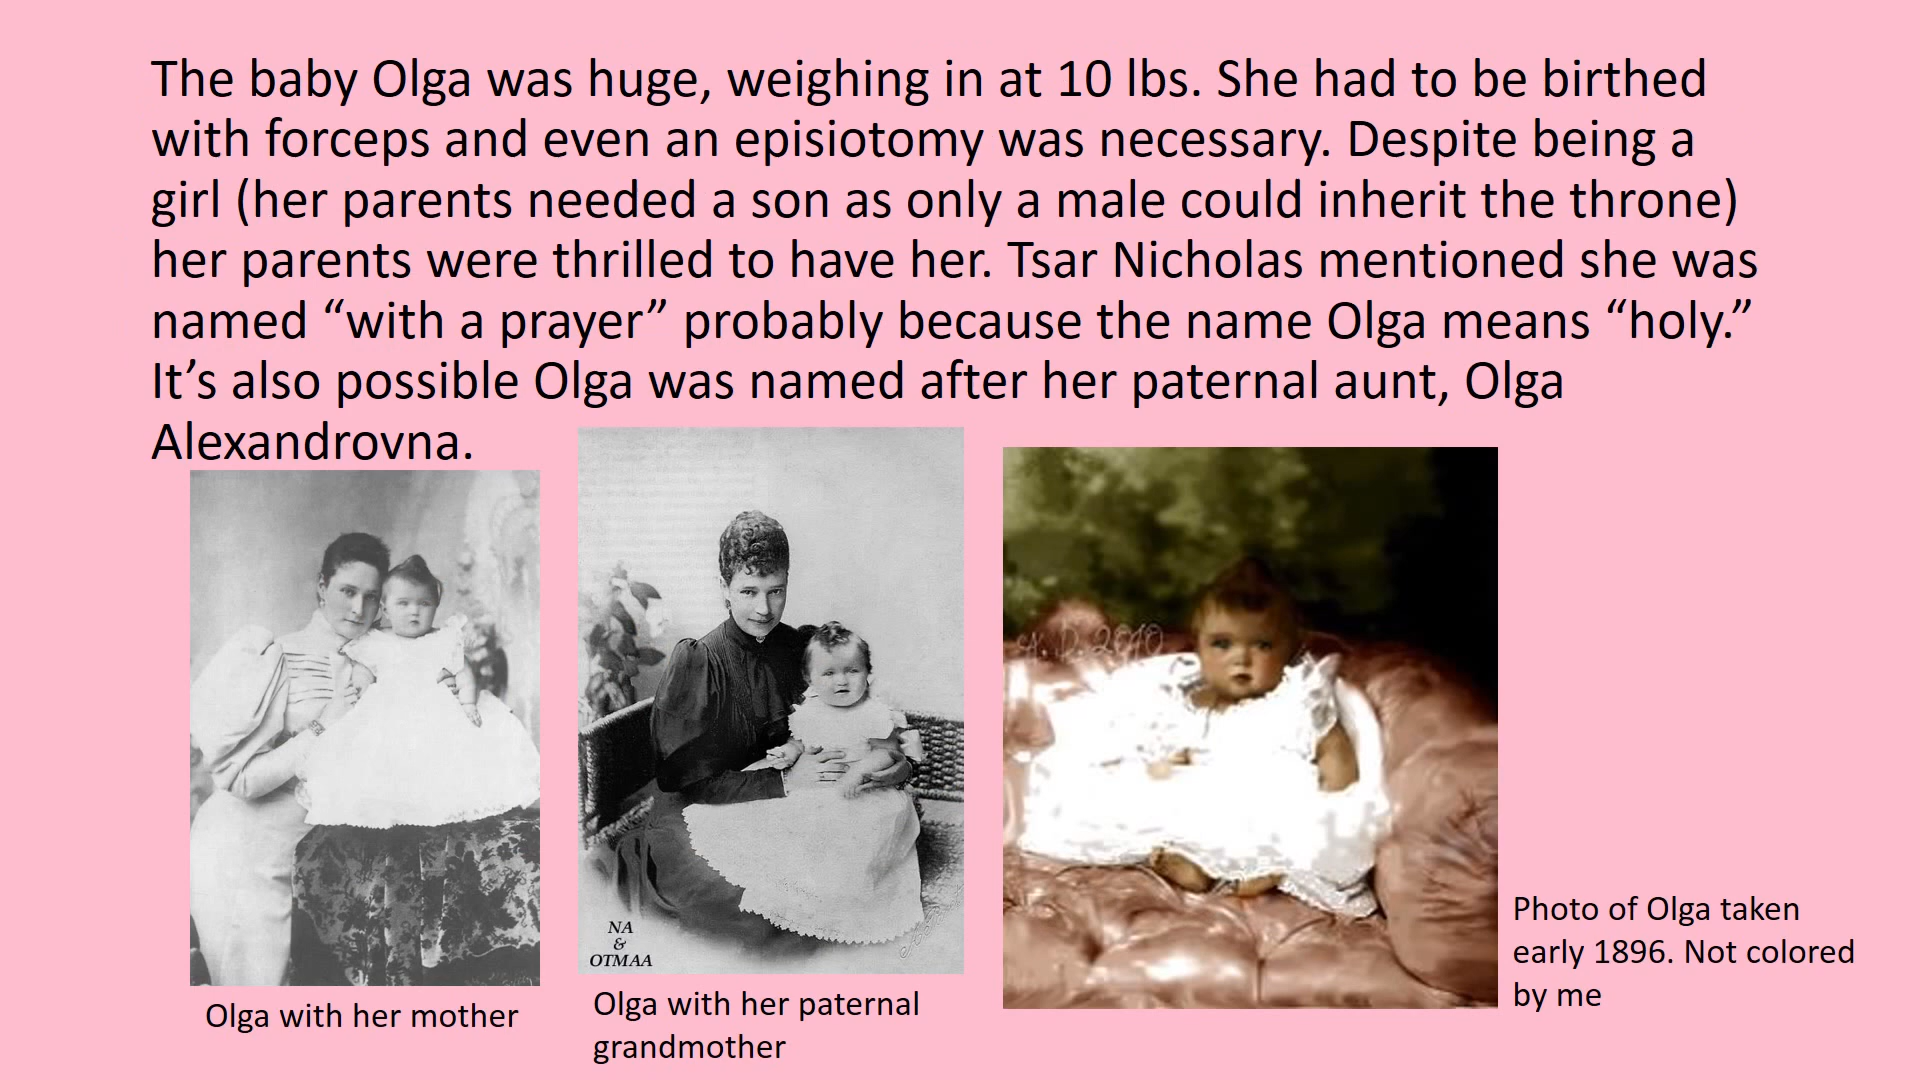 The baby Olga was huge, weighing in at 10 lbs. She had to be birthed
with forceps and even an episiotomy was necessary. Despite being a
girl (her parents needed a son as only a male could inherit the throne)
her parents were thrilled to have her. Tsar Nicholas mentioned she was
named “with a prayer” probably because the name Olga means “holy.”
It’s also possible Olga was named after her paternal aunt, Olga
Alexandrovna.
NA
&
OTMAA
D. 2010
Olga with her mother
Olga with her paternal
grandmother
Photo of Olga taken
early 1896. Not colored
by me